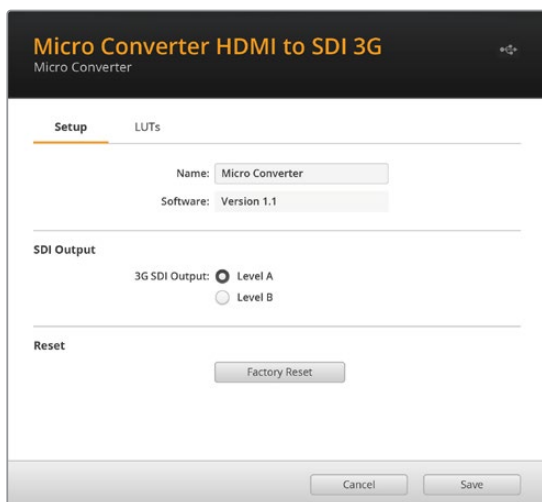 Micro Converter HDMI to SDI 3G
Micro Converter
Setup LUTs
Name: Micro Converter
Software: Version 1.1
SDI Output
3G SDI Output: Level A
Level B
Reset
Factory Reset
Cancel Save